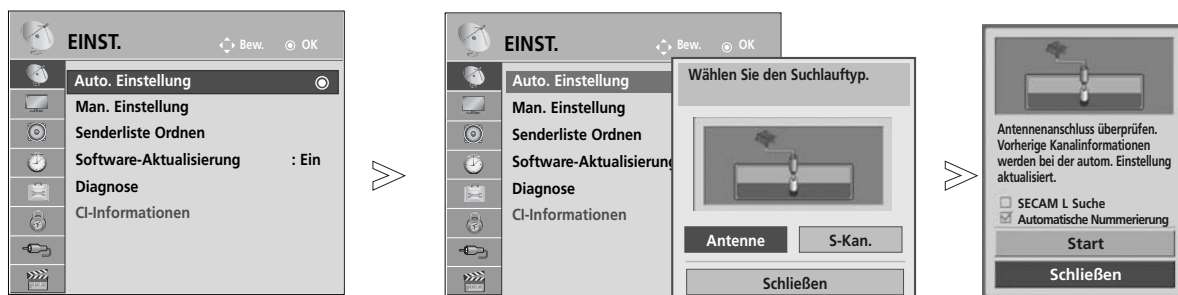 EINST.
Bew.
OK
Auto. Einstellung
Man. Einstellung
Senderliste Ordnen
Software-Aktualisierung : Ein
Diagnose
CI-Informationen
EINST.
Bew.
OK
Auto. Einstellung
Man. Einstellung
Senderliste Ordnen
Software-Aktualisierung
Diagnose
CI-Informationen
Wählen Sie den Suchlauftyp.
Antenne
S-Kan.
Schließen
Antennenanschluss überprüfen.
Vorherige Kanalinformationen
werden bei der autom. Einstellung
aktualisiert.
SECAM L Suche
Automatische Nummerierung
Start
Schließen